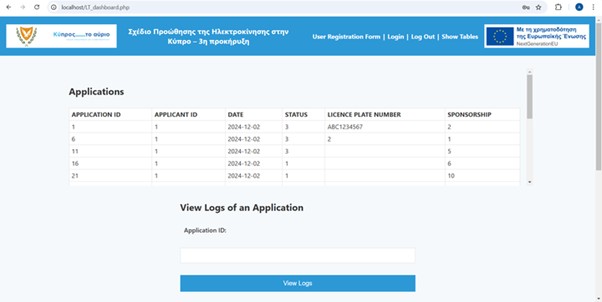 localhost/LT_dashboard.php
Κύπρος_το αύριο
Σχέδιο Προώθησης της Ηλεκτροκίνησης στην
Κύπρο – 3η προκήρυξη
User Registration Form | Login | Log Out | Show Tables
Με τη χρηματοδότηση
της Ευρωπαϊκής Ένωσης
NextGenerationEU
Applications
APPLICATION ID APPLICANT ID DATE STATUS LICENCE PLATE NUMBER SPONSORSHIP
1 1 2024-12-02 3 ABC1234567 2
6 1 2024-12-02 3 2 1
11 1 2024-12-02 3 5
16 1 2024-12-02 1 6
21 1 2024-12-02 1 10
View Logs of an Application
Application ID:
View Logs